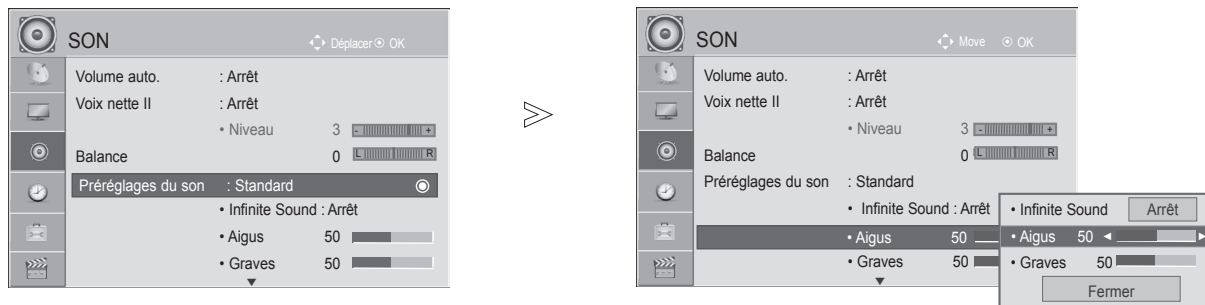 SON Déplacer OK
Volume auto. : Arrêt
Voix nette II : Arrêt
• Niveau 3 - +
Balance 0 L R
Préréglages du son : Standard
• Infinite Sound : Arrêt
• Aigus 50
• Graves 50
SON Move OK
Volume auto. : Arrêt
Voix nette II : Arrêt
• Niveau 3 - +
Balance 0 L R
Préréglages du son : Standard
• Infinite Sound : Arrêt
• Aigus 50
• Graves 50
• Infinite Sound Arrêt
• Aigus 50
• Graves 50
Fermer